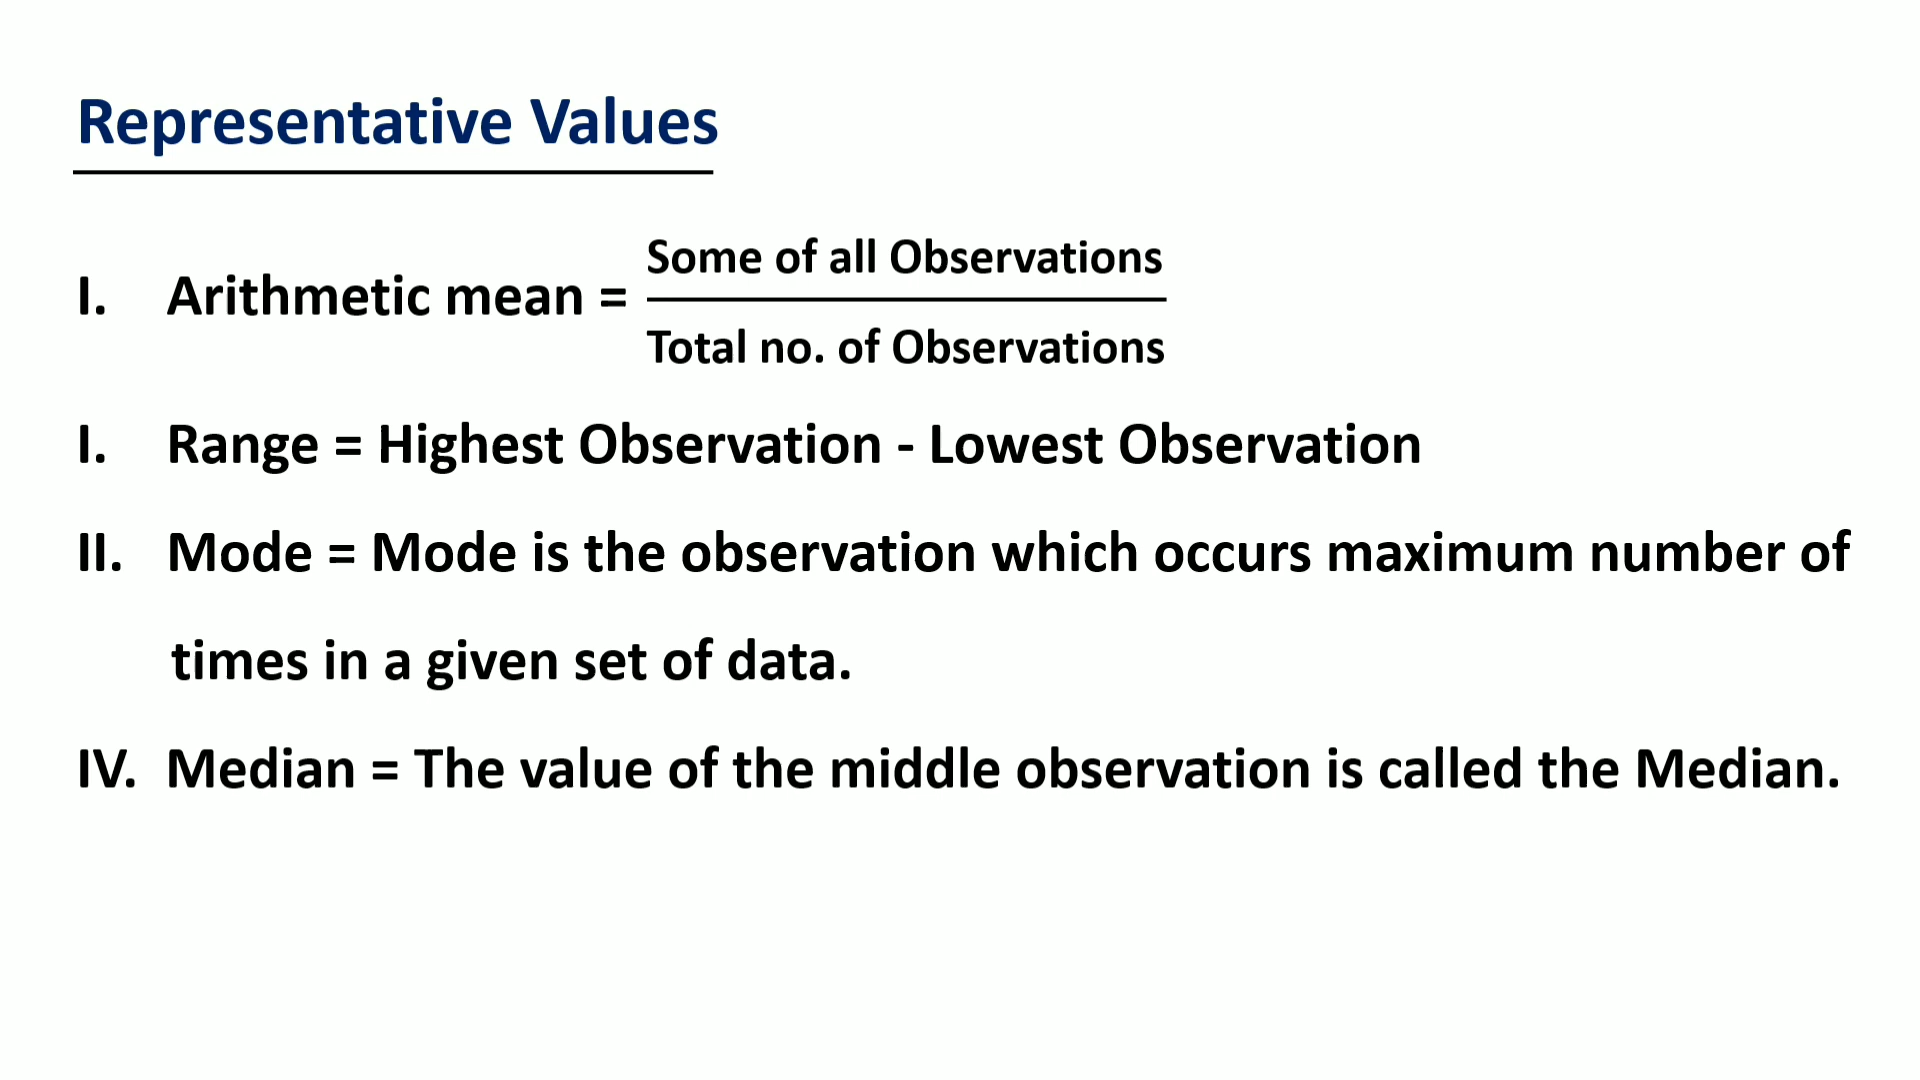 Representative Values
I. Arithmetic mean = Some of all Observations
Total no. of Observations
I. Range = Highest Observation - Lowest Observation
II. Mode = Mode is the observation which occurs maximum number of
times in a given set of data.
IV. Median = The value of the middle observation is called the Median.